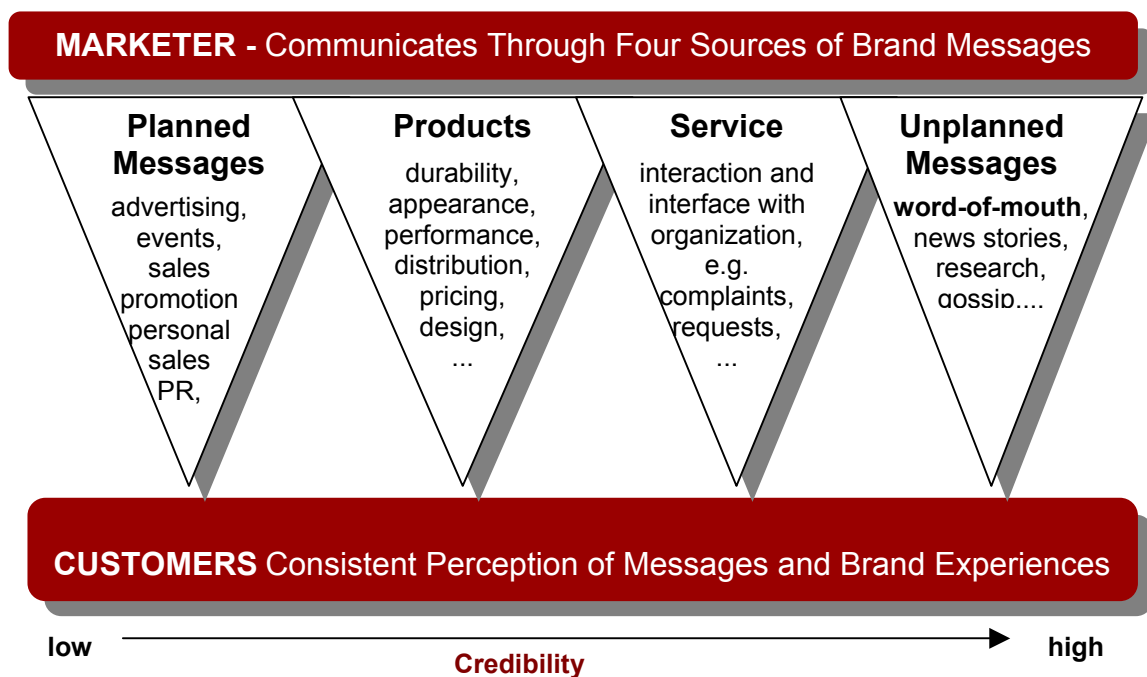 MARKETER - Communicates Through Four Sources of Brand Messages
Planned
Messages
advertising,
events,
sales
promotion
personal
sales
PR,
Products
durability,
appearance,
performance,
distribution,
pricing,
design,
...
Service
interaction and
interface with
organization,
e.g.
complaints,
requests,
...
Unplanned
Messages
word-of-mouth,
news stories,
research,
gossip,...
CUSTOMERS Consistent Perception of Messages and Brand Experiences
low
high
Credibility